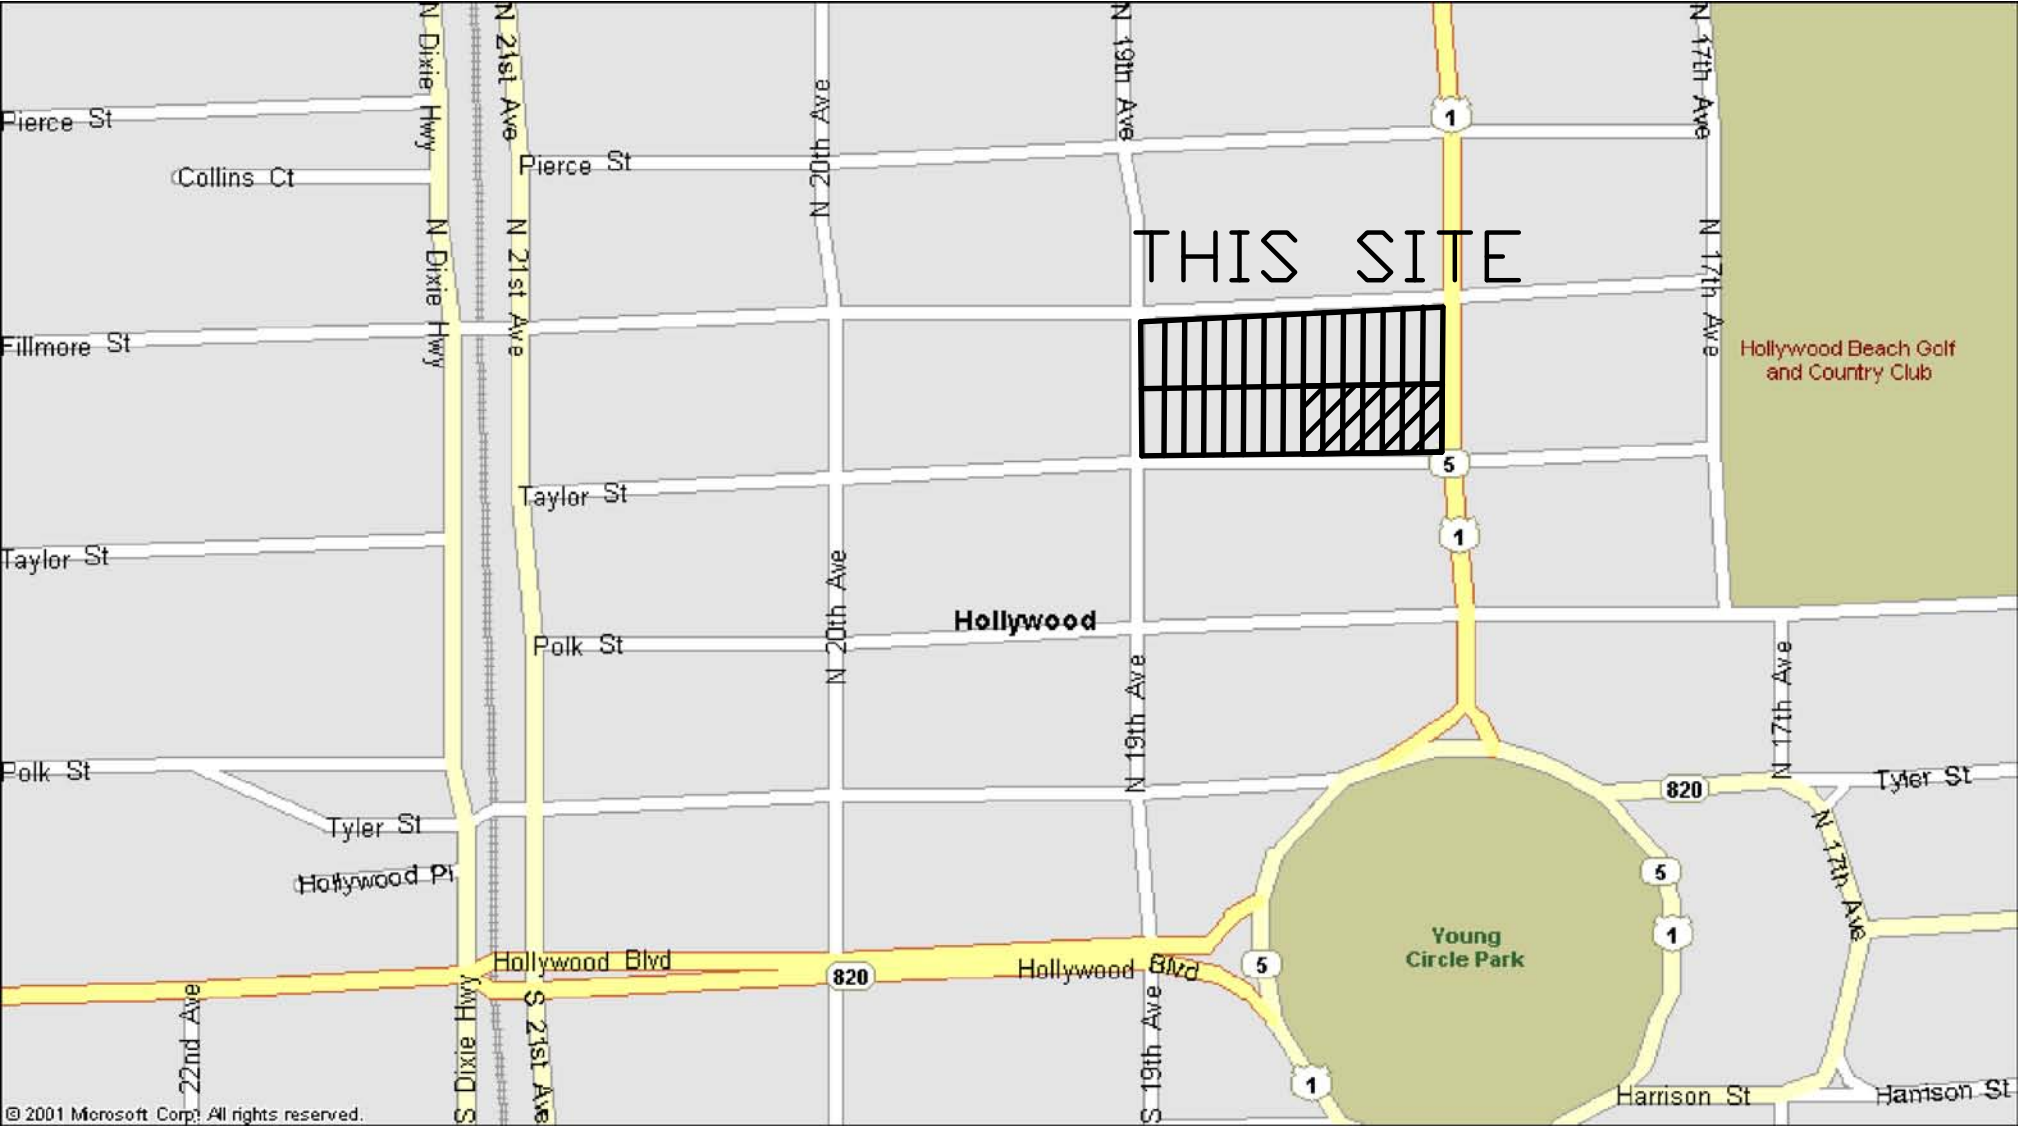 N Dixie Hwy
N 21st Ave
N 20th Ave
N 19th Ave
N 17th Ave
1
Pierce St
Pierce St
Collins Ct
N Dixie Hwy
N 21st Ave
N 17th Ave
THIS SITE
Fillmore St
Hollywood Beach Golf
and Country Club
5
Taylor St
1
Taylor St
N 20th Ave
Hollywood
Polk St
N 19th Ave
N 17th Ave
Polk St
Tyler St
820
Tyler St
N 17th Ave
Hollywood Pl
5
1
Young
Circle Park
Hollywood Blvd
Hollywood Blvd
820
5
22nd Ave
S Dixie Hwy
S 21st Ave
S 19th Ave
1
Harrison St
Harrison St
© 2001 Microsoft Corp. All rights reserved.